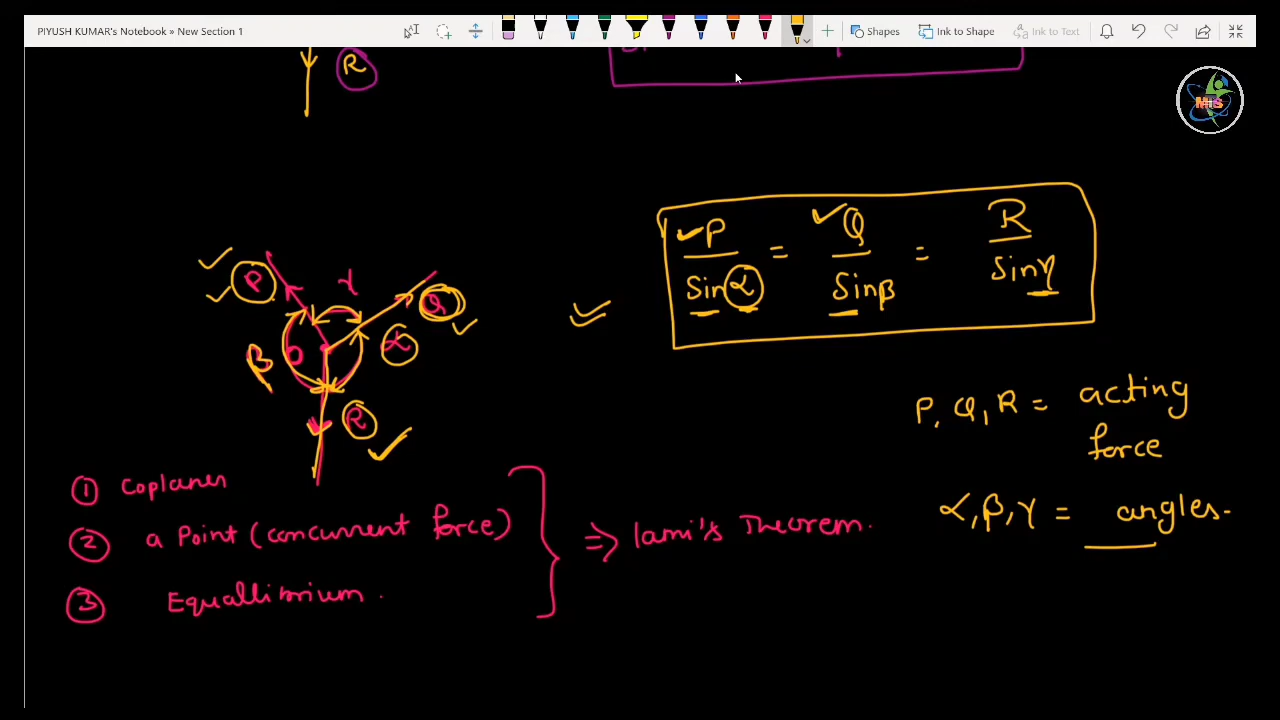 PIYUSH KUMAR's Notebook » New Section 1
Shapes
Ink to Shape
Ink to Text
R
Mis
P/Sinα = Q/Sinβ = R/Sinγ
P
γ
Q
α
β
O
R
P, Q, R = acting
force
① Coplaner
② a Point (concurrent force)
③ Equallibrium.
⇒ lami's Theorem.
α, β, γ = angles.